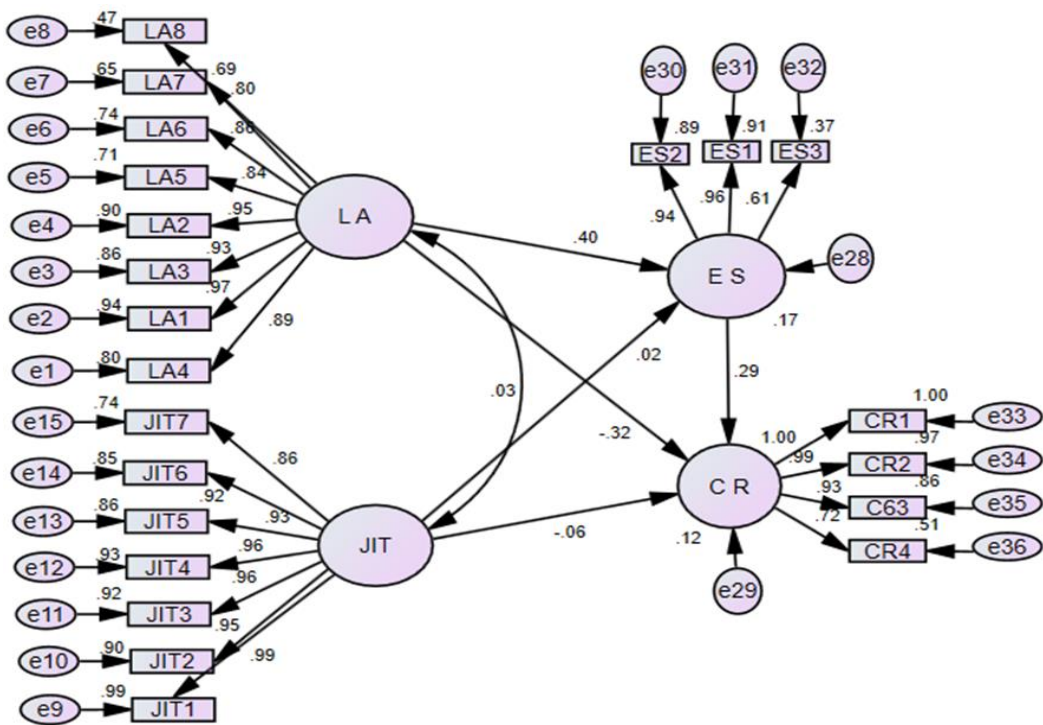 e8 .47 LA8
e7 .65 LA7 .69
.80
e6 .74 LA6 .86
e5 .71 LA5 .84
e4 .90 LA2 .95
e3 .86 LA3 .93
e2 .94 LA1 .97
e1 .80 LA4 .89
L A
e15 .74 JIT7 .86
e14 .85 JIT6 .92
e13 .86 JIT5 .93
e12 .93 JIT4 .96
e11 .92 JIT3 .96
e10 .90 JIT2 .95
e9 .99 JIT1 .99
JIT
.03
.40
.02
-.32
-.06
e30 e31 e32
.89 .91 .37
ES2 ES1 ES3
.94 .96 .61
E S
e28
.17
.29
C R
.12
e29
1.00 CR1 1.00 e33
.99 CR2 .97 e34
.93 C63 .86 e35
.72 CR4 .51 e36